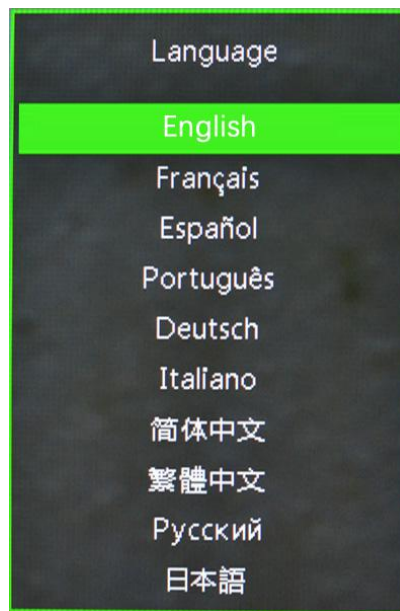 Language
English
Français
Español
Português
Deutsch
Italiano
简体中文
繁體中文
Русский
日本語